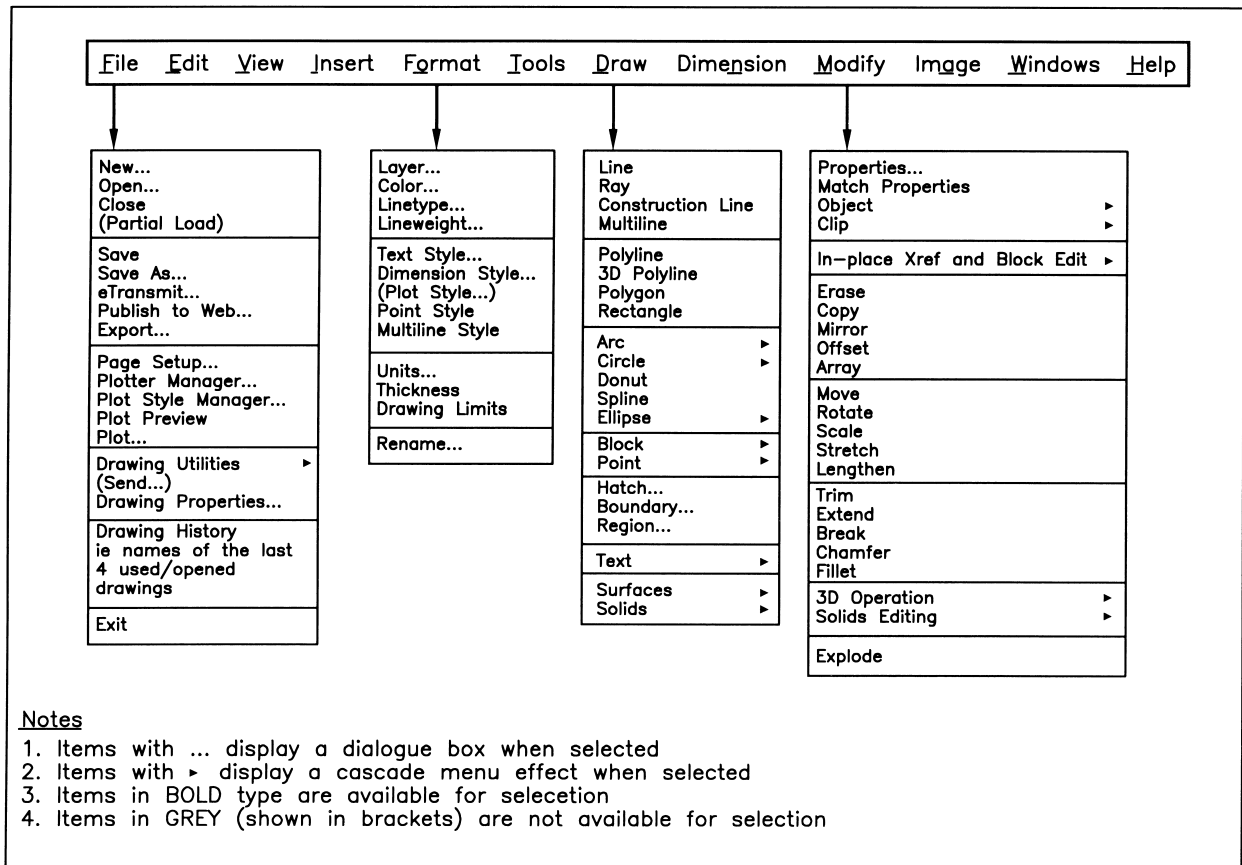 File Edit View Insert Format Tools Draw Dimension Modify Image Windows Help
New...
Open...
Close
(Partial Load)
Save
Save As...
eTransmit...
Publish to Web...
Export...
Page Setup...
Plotter Manager...
Plot Style Manager...
Plot Preview
Plot...
Drawing Utilities ►
(Send...)
Drawing Properties...
Drawing History
ie names of the last
4 used/opened
drawings
Exit
Layer...
Color...
Linetype...
Lineweight...
Text Style...
Dimension Style...
(Plot Style...)
Point Style
Multiline Style
Units...
Thickness
Drawing Limits
Rename...
Line
Ray
Construction Line
Multiline
Polyline
3D Polyline
Polygon
Rectangle
Arc ►
Circle ►
Donut
Spline
Ellipse ►
Block ►
Point ►
Hatch...
Boundary...
Region...
Text ►
Surfaces ►
Solids ►
Properties...
Match Properties
Object ►
Clip ►
In-place Xref and Block Edit ►
Erase
Copy
Mirror
Offset
Array
Move
Rotate
Scale
Stretch
Lengthen
Trim
Extend
Break
Chamfer
Fillet
3D Operation ►
Solids Editing ►
Explode
Notes
1. Items with ... display a dialogue box when selected
2. Items with ► display a cascade menu effect when selected
3. Items in BOLD type are available for selecetion
4. Items in GREY (shown in brackets) are not available for selection